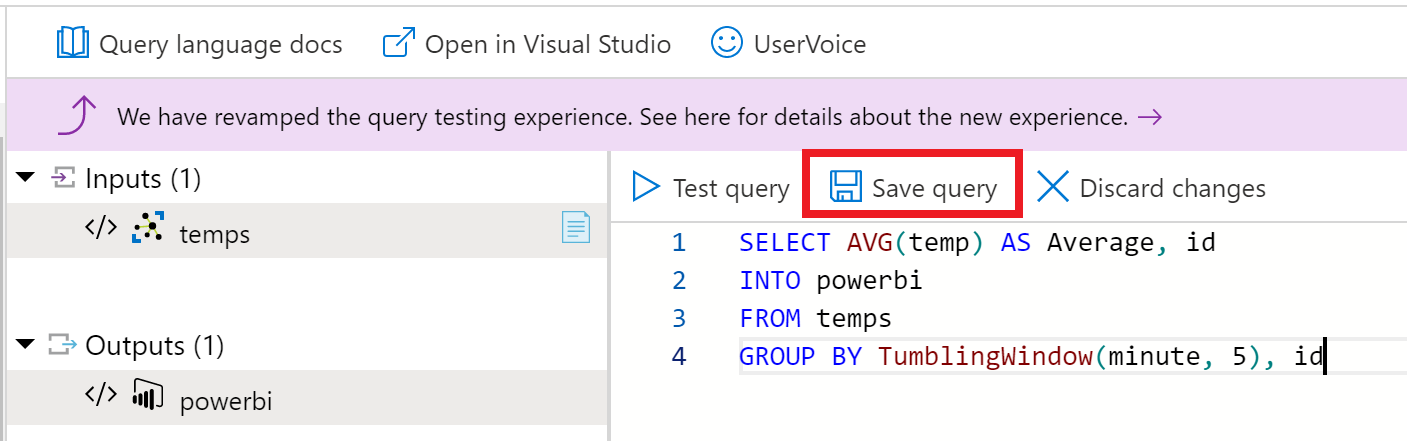 Query language docs Open in Visual Studio UserVoice
We have revamped the query testing experience. See here for details about the new experience. →
Inputs (1)
</> temps
Outputs (1)
</> powerbi
Test query Save query Discard changes
1 SELECT AVG(temp) AS Average, id
2 INTO powerbi
3 FROM temps
4 GROUP BY TumblingWindow(minute, 5), id